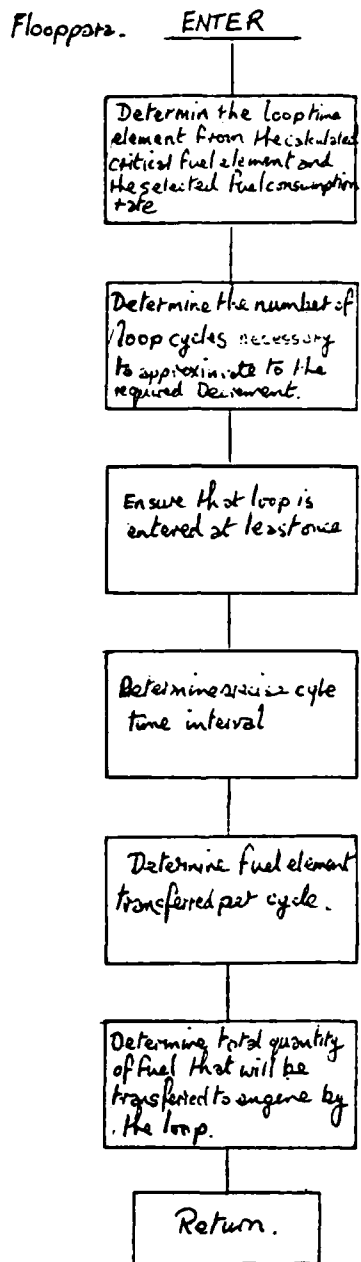 Flooppara. ENTER
Determin the loop time
element from the calculated
critical fuel element and
the selected fuel consumption
rate
Determine the number of
loop cycles necessary
to approximate to the
required Decrement.
Ensure that loop is
entered at least once
Determine cycle
time interval
Determine fuel element
transferred per cycle.
Determine total quantity
of fuel that will be
transferred to engine by
the loop.
Return.